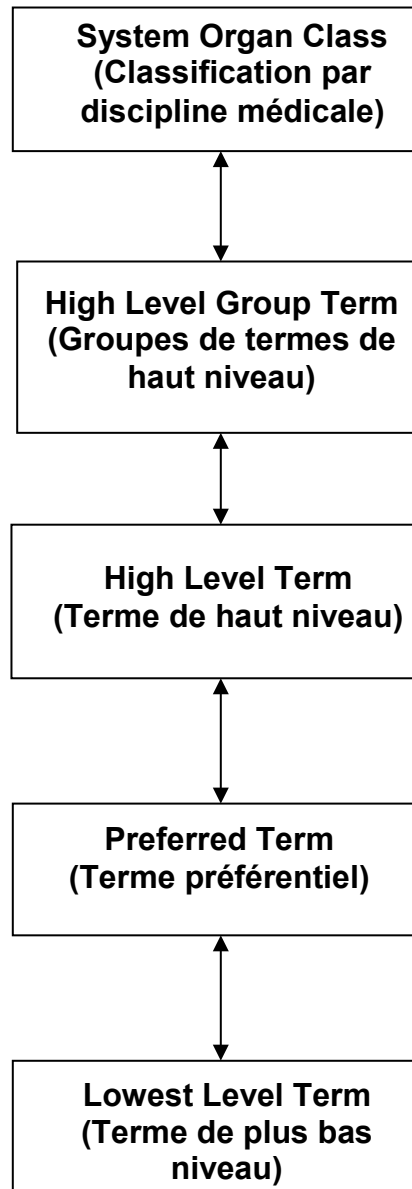 System Organ Class
(Classification par
discipline médicale)
High Level Group Term
(Groupes de termes de
haut niveau)
High Level Term
(Terme de haut niveau)
Preferred Term
(Terme préférentiel)
Lowest Level Term
(Terme de plus bas
niveau)